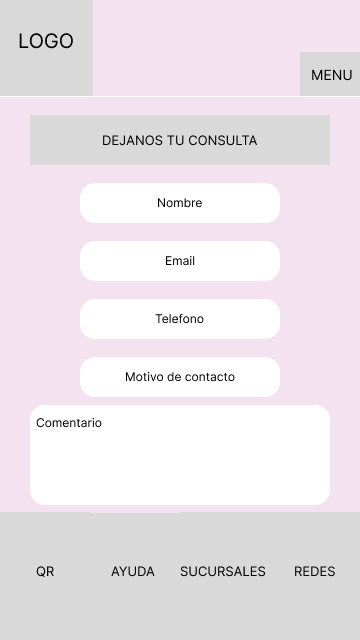 LOGO
MENU
DEJANOS TU CONSULTA
Nombre
Email
Telefono
Motivo de contacto
Comentario
QR AYUDA SUCURSALES REDES